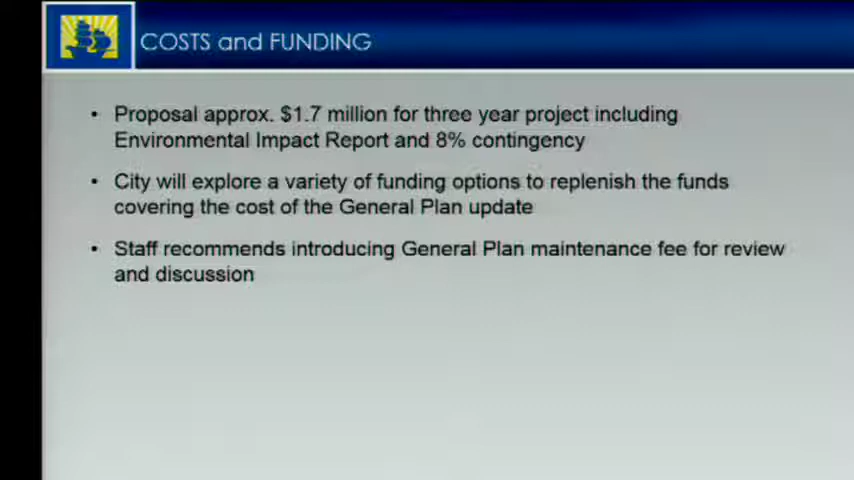 COSTS and FUNDING
• Proposal approx. $1.7 million for three year project including
Environmental Impact Report and 8% contingency
• City will explore a variety of funding options to replenish the funds
covering the cost of the General Plan update
• Staff recommends introducing General Plan maintenance fee for review
and discussion